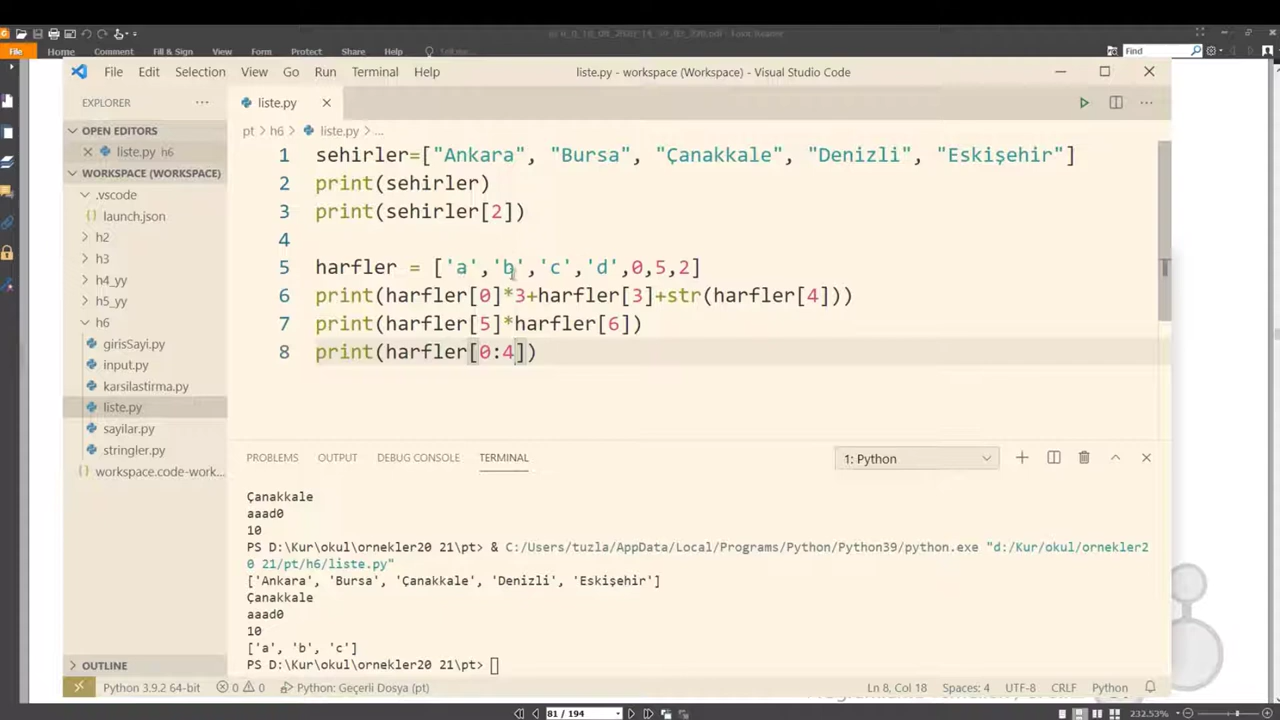 File Home Comment Fill & Sign View Form Protect Share Help Find
File Edit Selection View Go Run Terminal Help liste.py - workspace (Workspace) - Visual Studio Code
EXPLORER
OPEN EDITORS
liste.py h6
WORKSPACE (WORKSPACE)
.vscode
launch.json
h2
h3
h4_yy
h5_yy
h6
girisSayi.py
input.py
karsilastirma.py
liste.py
sayilar.py
stringler.py
workspace.code-work...
OUTLINE
liste.py
pt > h6 > liste.py > ...
1 sehirler=["Ankara", "Bursa", "Çanakkale", "Denizli", "Eskişehir"]
2 print(sehirler)
3 print(sehirler[2])
4
5 harfler = ['a','b','c','d',0,5,2]
6 print(harfler[0]*3+harfler[3]+str(harfler[4]))
7 print(harfler[5]*harfler[6])
8 print(harfler[0:4])
PROBLEMS OUTPUT DEBUG CONSOLE TERMINAL 1: Python
Çanakkale
aaad0
10
PS D:\Kur\okul\ornekler20 21\pt> & C:/Users/tuzla/AppData/Local/Programs/Python/Python39/python.exe "d:/Kur/okul/ornekler2
0 21/pt/h6/liste.py"
['Ankara', 'Bursa', 'Çanakkale', 'Denizli', 'Eskişehir']
Çanakkale
aaad0
10
['a', 'b', 'c']
PS D:\Kur\okul\ornekler20 21\pt>
Python 3.9.2 64-bit 0 0 Python: Geçerli Dosya (pt) Ln 8, Col 18 Spaces: 4 UTF-8 CRLF Python
81 / 194 232.53%